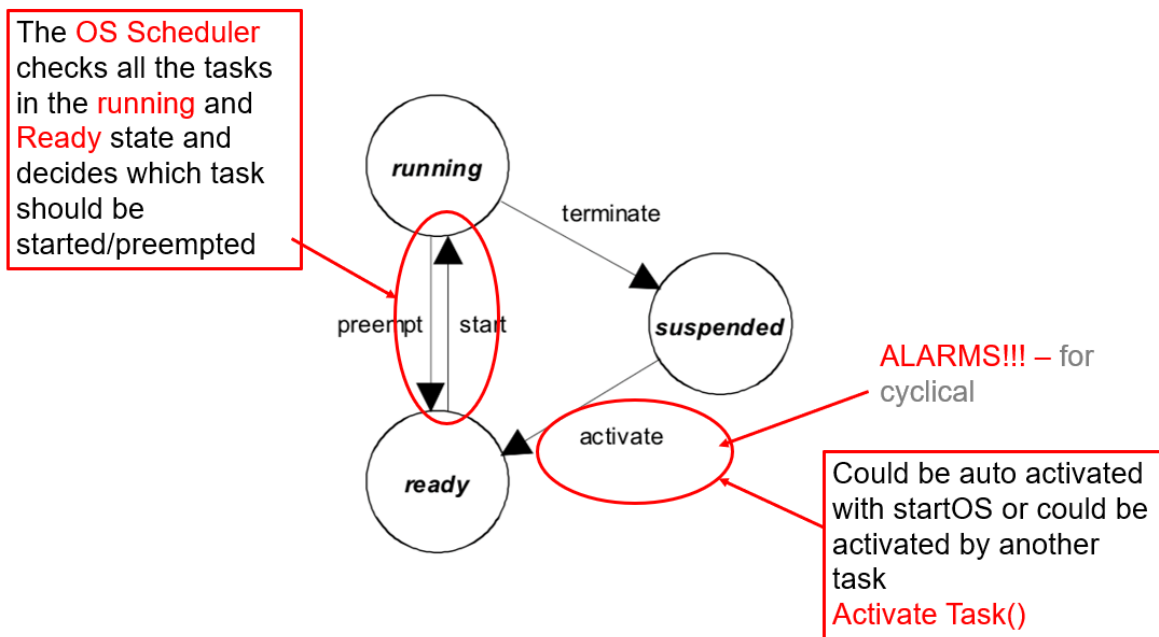 The OS Scheduler
checks all the tasks
in the running and
Ready state and
decides which task
should be
started/preempted
running
terminate
preempt
start
suspended
ALARMS!!! – for
cyclical
activate
ready
Could be auto activated
with startOS or could be
activated by another
task
Activate Task()